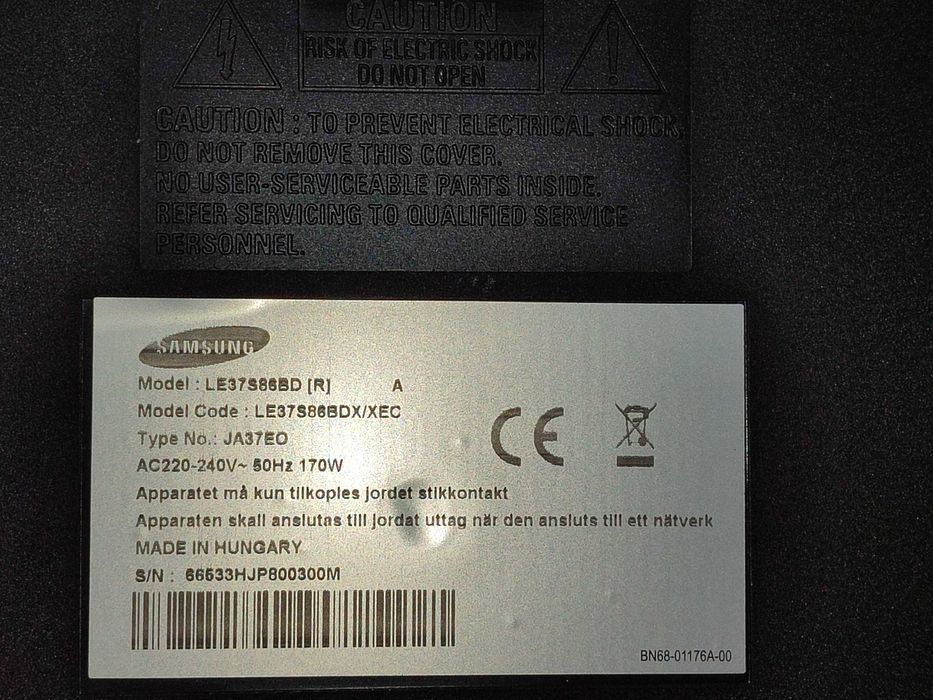 CAUTION
RISK OF ELECTRIC SHOCK
DO NOT OPEN
CAUTION : TO PREVENT ELECTRICAL SHOCK,
DO NOT REMOVE THIS COVER.
NO USER-SERVICEABLE PARTS INSIDE.
REFER SERVICING TO QUALIFIED SERVICE
PERSONNEL.
SAMSUNG
Model : LE37S86BD [R] A
Model Code : LE37S86BDX/XEC
Type No.: JA37EO
AC220-240V~ 50Hz 170W
Apparatet må kun tilkoples jordet stikkontakt
Apparaten skall anslutas till jordat uttag när den ansluts till ett nätverk
MADE IN HUNGARY
S/N : 66533HJP800300M
CE
BN68-01176A-00